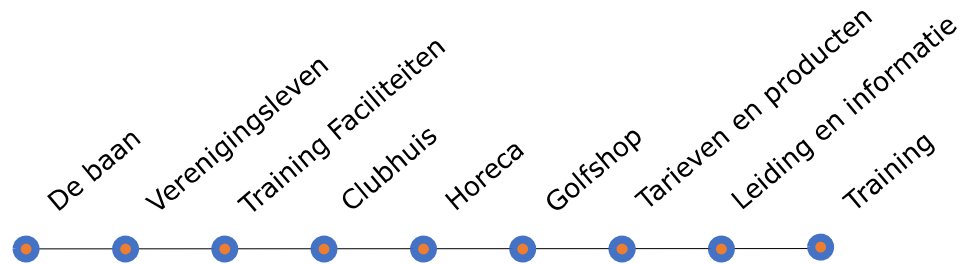 De baan
Verenigingsleven
Training Faciliteiten
Clubhuis
Horeca
Golfshop
Tarieven en producten
Leiding en informatie
Training